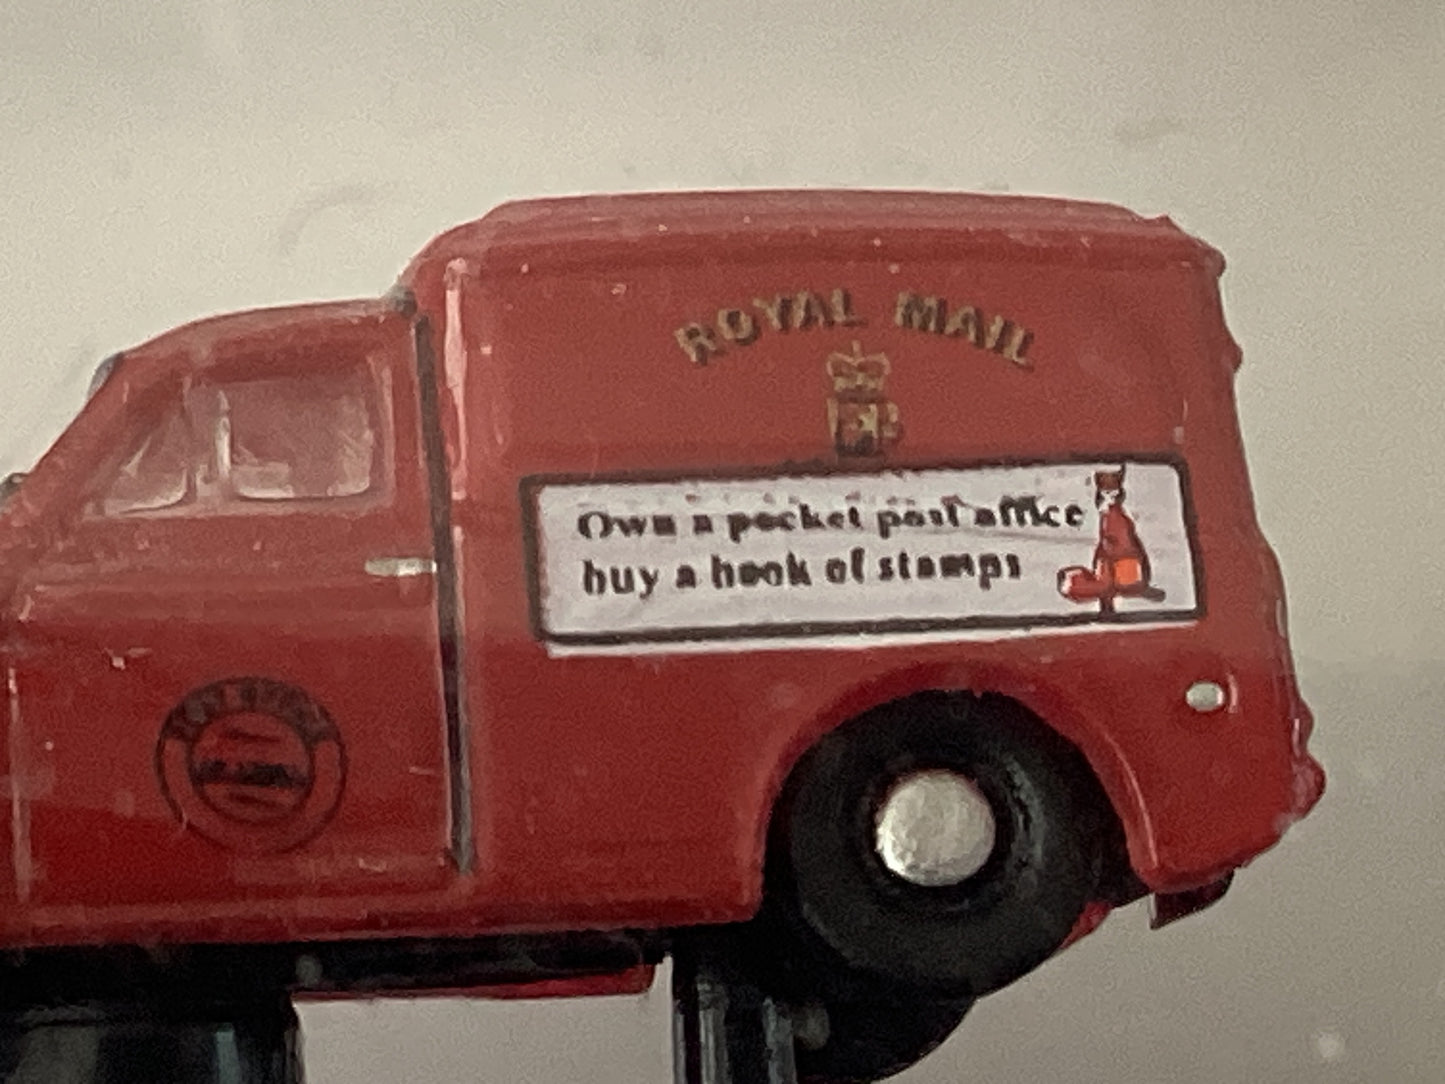 ROYAL MAIL
Own a pocket post office
buy a book of stamps